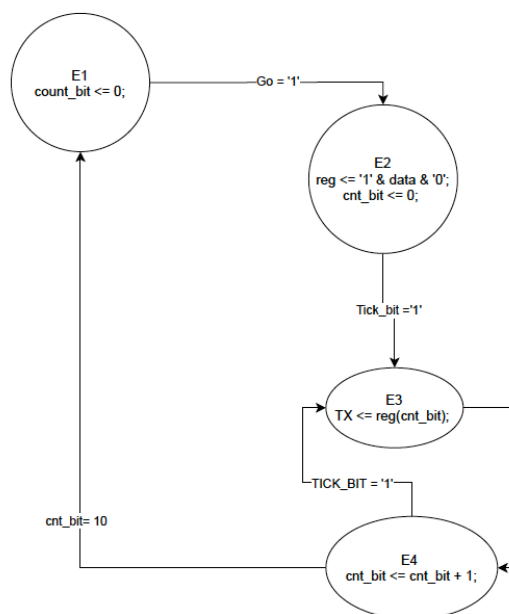 E1
count_bit <= 0;
Go = '1'
E2
reg <= '1' & data & '0';
cnt_bit <= 0;
Tick_bit ='1'
E3
TX <= reg(cnt_bit);
TICK_BIT = '1'
cnt_bit= 10
E4
cnt_bit <= cnt_bit + 1;